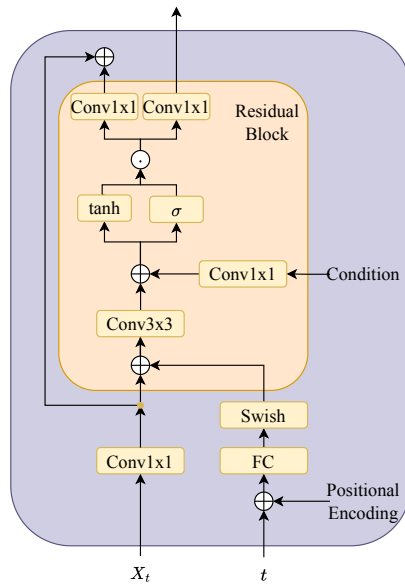 Conv1x1 Conv1x1
Residual
Block
tanh
σ
Conv1x1
Condition
Conv3x3
Swish
Conv1x1
FC
Positional
Encoding
X_t
t